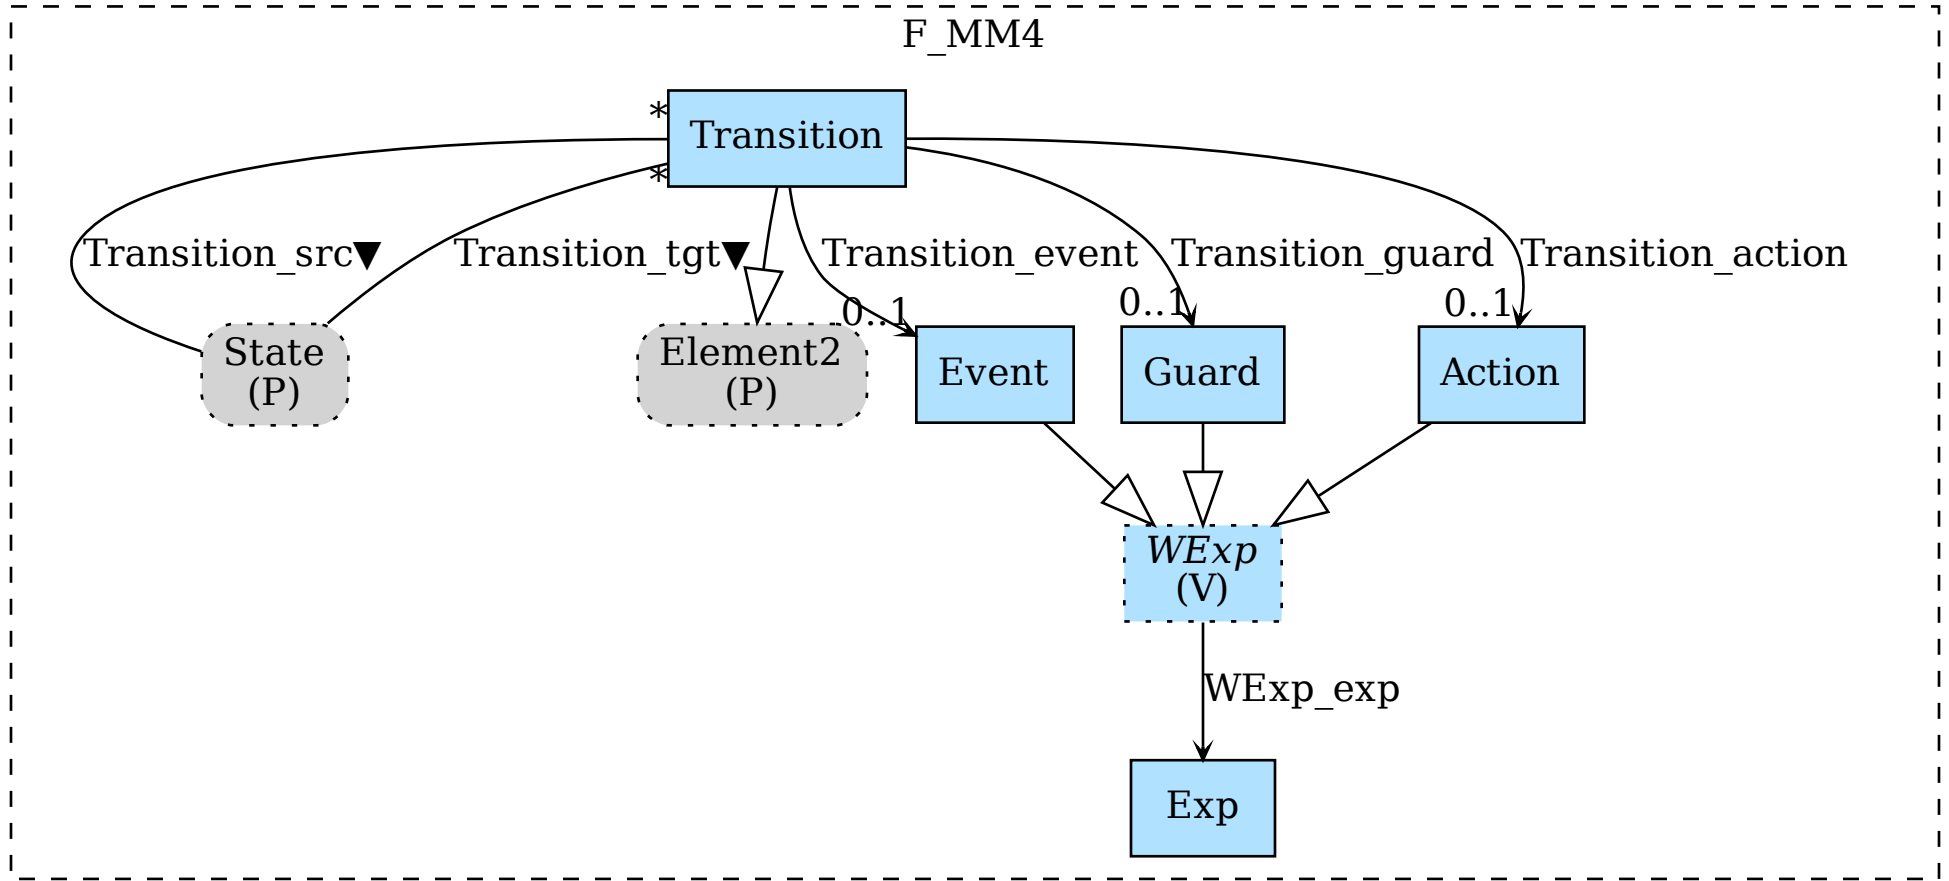 F_MM4
*
Transition
*
Transition_src▼
Transition_tgt▼
Transition_event
Transition_guard
Transition_action
0..1
0..1
0..1
State
(P)
Element2
(P)
Event
Guard
Action
WExp
(V)
WExp_exp
Exp